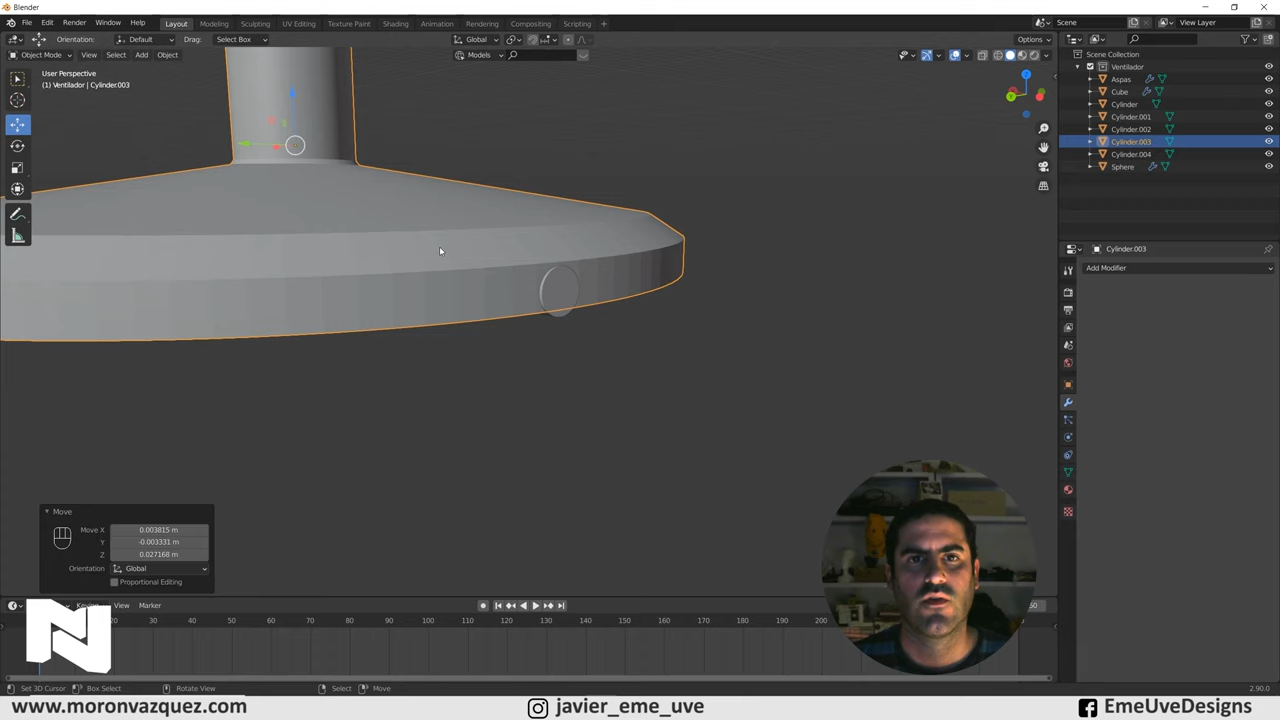 Blender
File Edit Render Window Help Layout Modeling Sculpting UV Editing Texture Paint Shading Animation Rendering Compositing Scripting + Scene View Layer
Orientation: Default Drag: Select Box Global Options
Object Mode View Select Add Object Models
User Perspective
(1) Ventilador | Cylinder.003
Scene Collection
Ventilador
Aspas
Cube
Cylinder
Cylinder.001
Cylinder.002
Cylinder.003
Cylinder.004
Sphere
Cylinder.003
Add Modifier
Move
Move X 0.003815 m
Y -0.003331 m
Z 0.027168 m
Orientation Global
Proportional Editing
View Marker
20 30 40 50 60 70 80 90 100 110 120 130 140 150 160 170 180 190 200
N
Set 3D Cursor Box Select Rotate View Select Move 2.90.0
www.moronvazquez.com javier_eme_uve EmeUveDesigns